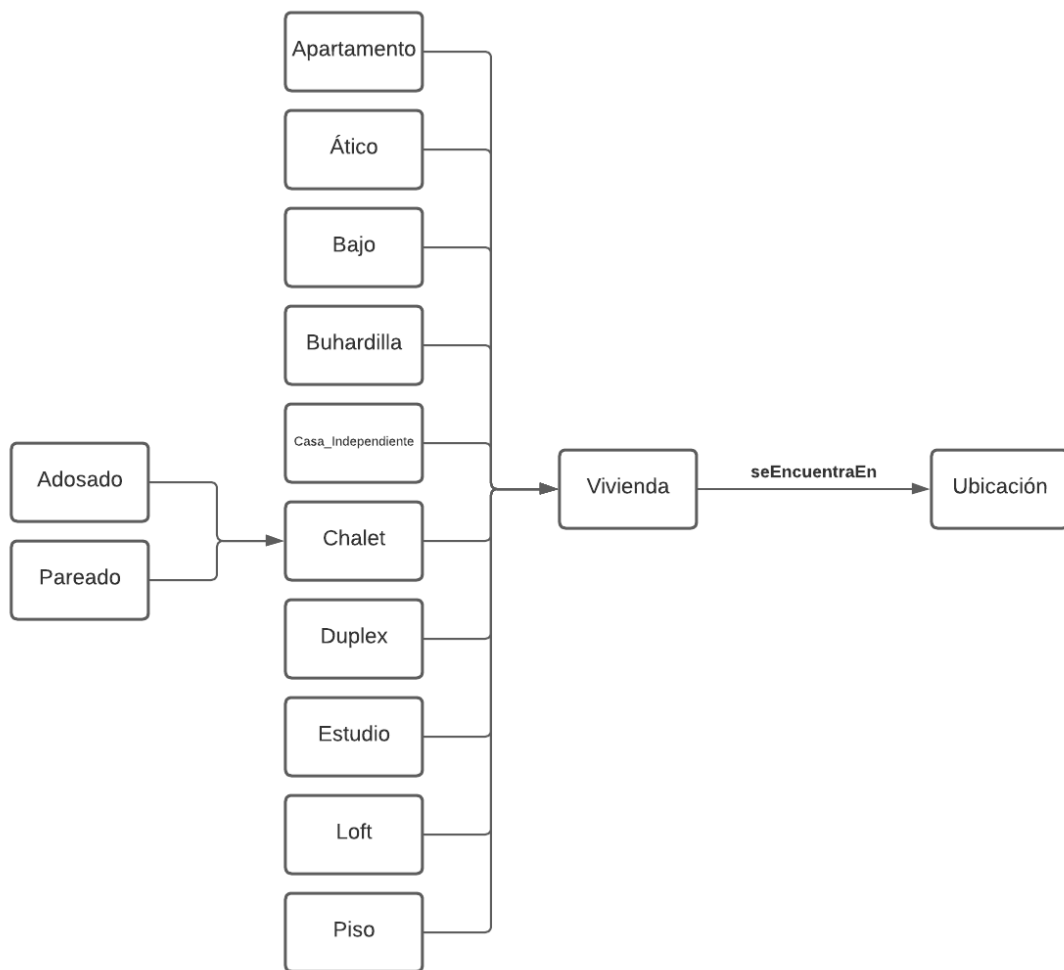 Apartamento
Ático
Bajo
Buhardilla
Casa_Independiente
Adosado
Vivienda
seEncuentraEn
Ubicación
Chalet
Pareado
Duplex
Estudio
Loft
Piso